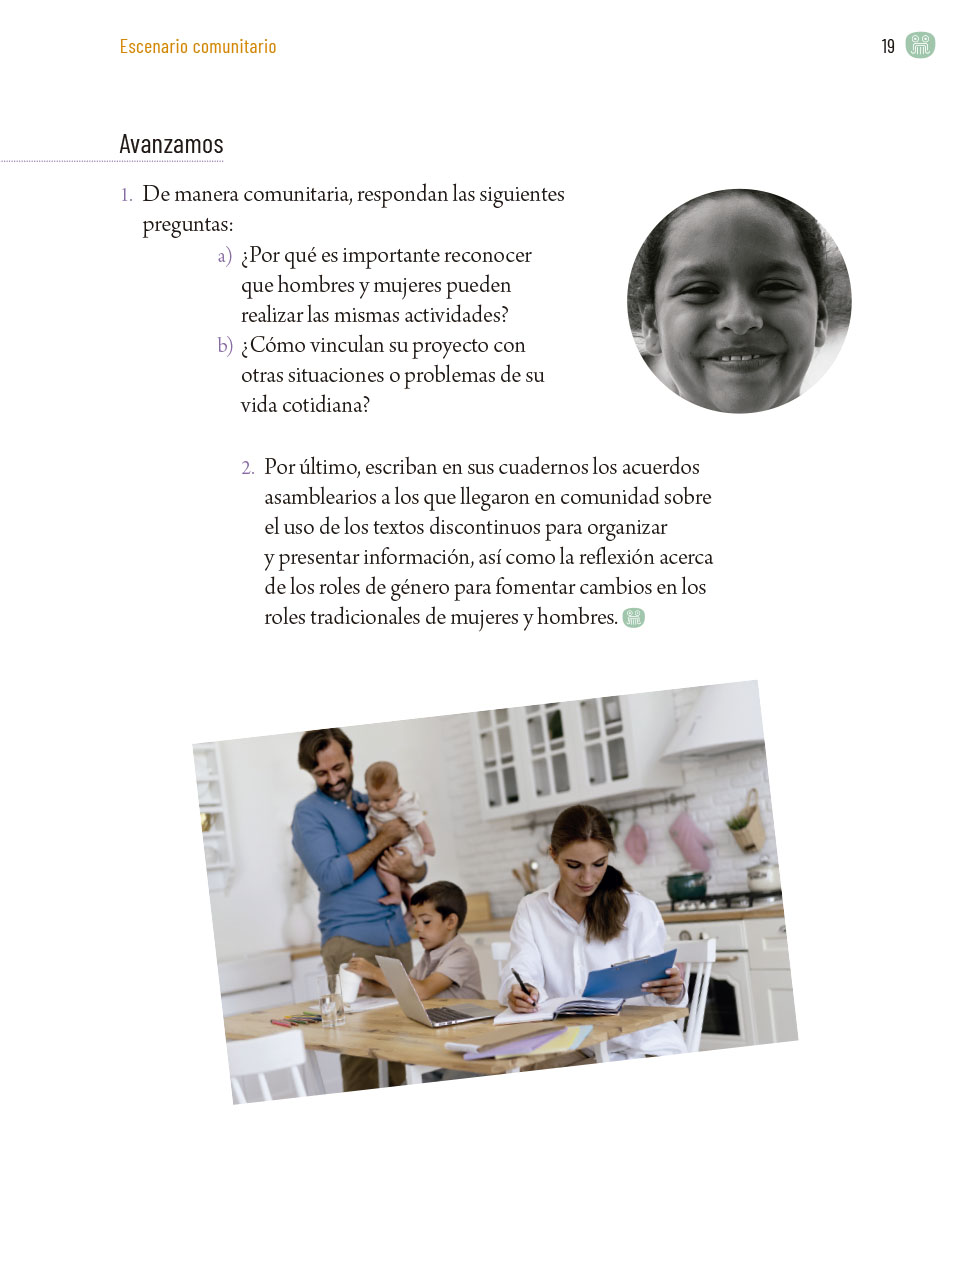 Escenario comunitario
19
Avanzamos
1. De manera comunitaria, respondan las siguientes
preguntas:
a) ¿Por qué es importante reconocer
que hombres y mujeres pueden
realizar las mismas actividades?
b) ¿Cómo vinculan su proyecto con
otras situaciones o problemas de su
vida cotidiana?
2. Por último, escriban en sus cuadernos los acuerdos
asamblearios a los que llegaron en comunidad sobre
el uso de los textos discontinuos para organizar
y presentar información, así como la reflexión acerca
de los roles de género para fomentar cambios en los
roles tradicionales de mujeres y hombres.